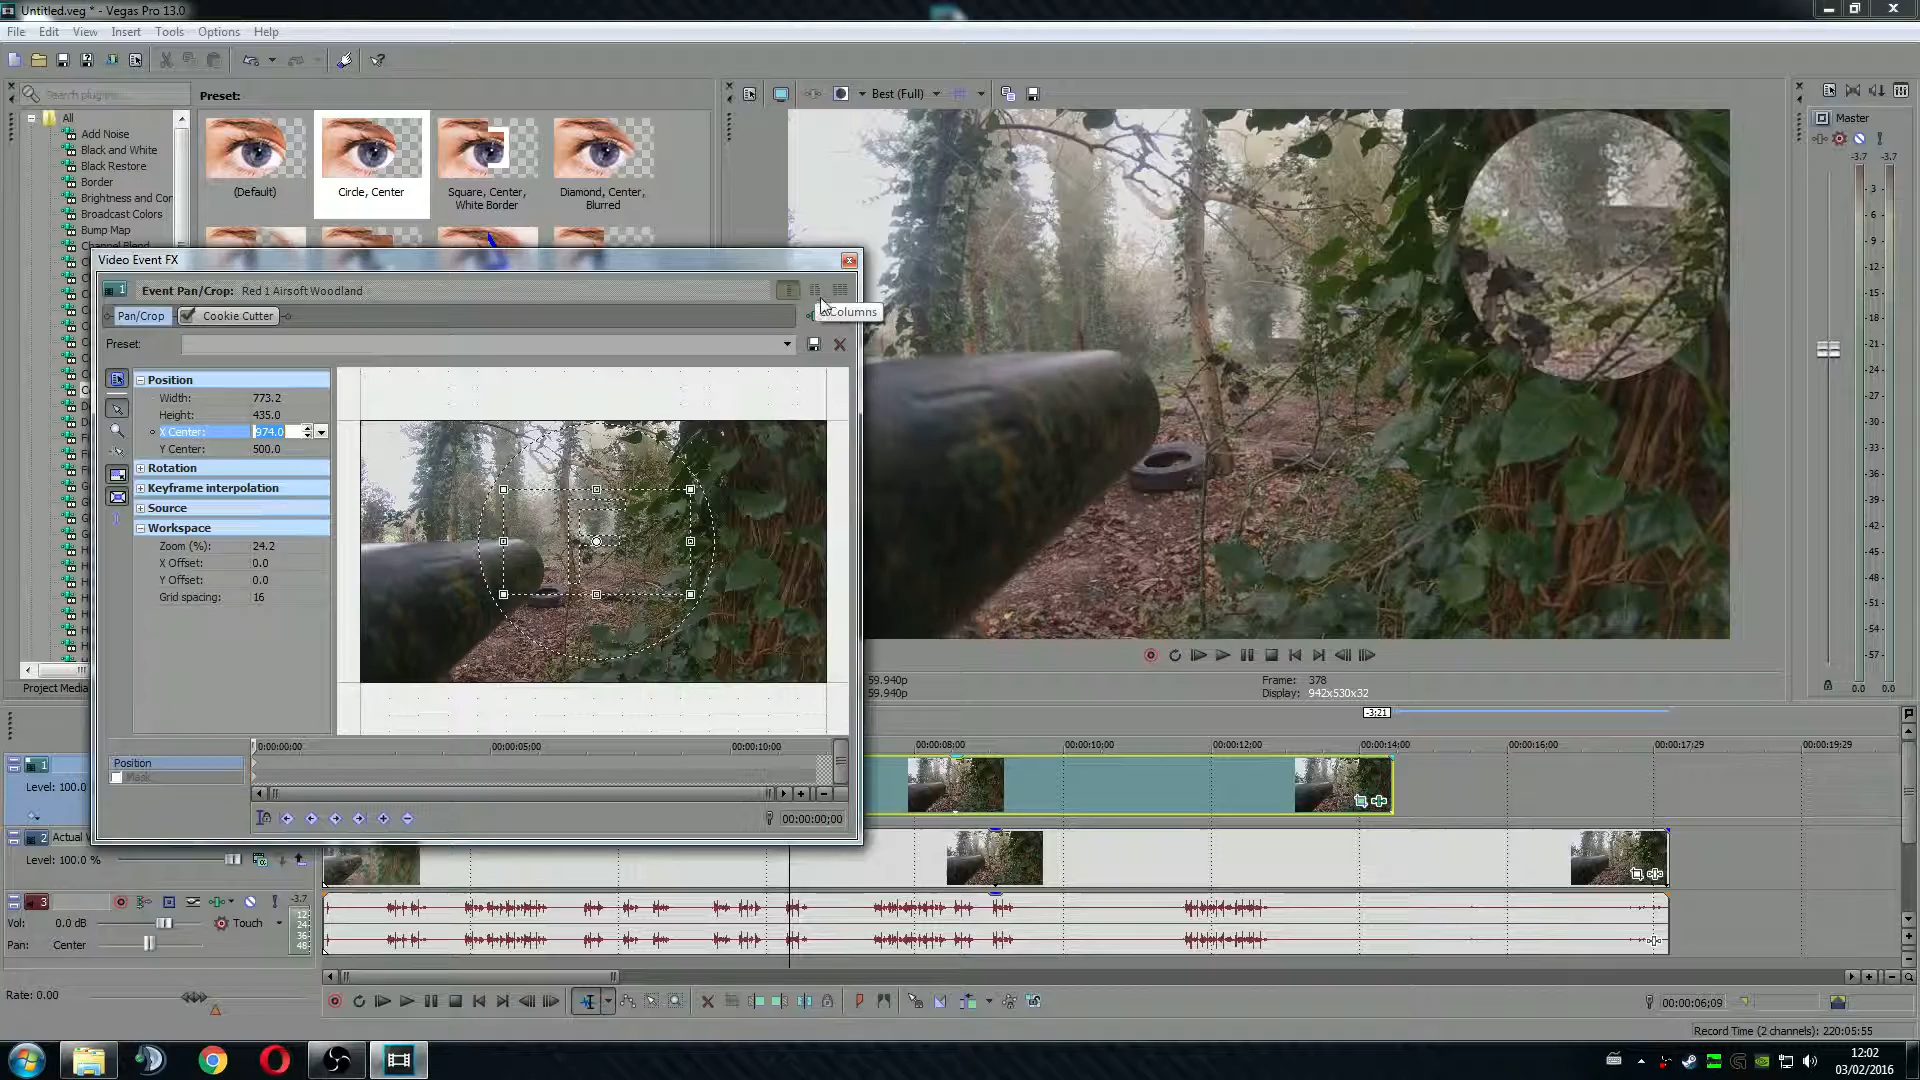 Untitled.veg * - Vegas Pro 13.0
File Edit View Insert Tools Options Help
Search plug-ins
Preset:
Best (Full)
Master
All
Add Noise
Black and White
Black Restore
Border
Brightness and Cor
Broadcast Colors
Bump Map
Channel Blend
(Default)
Circle, Center
Square, Center,
White Border
Diamond, Center,
Blurred
-3.7 -3.7
3
6
9
12
15
18
21
24
27
30
33
36
39
42
45
48
51
54
57
0.0 0.0
Video Event FX
Event Pan/Crop: Red 1 Airsoft Woodland
Pan/Crop
Cookie Cutter
Columns
Preset:
Position
Width: 773.2
Height: 435.0
X Center: 974.0
Y Center: 500.0
Rotation
Keyframe interpolation
Source
Workspace
Zoom (%): 24.2
X Offset: 0.0
Y Offset: 0.0
Grid spacing: 16
0:00:00;00 00:00:05;00 00:00:10;00
Position
Mask
00:00:00;00
Project Media
59.940p
59.940p
Frame: 378
Display: 942x530x32
-3;21
00:00:08;00 00:00:10;00 00:00:12;00 00:00:14;00 00:00:16;00 00:00:17;29 00:00:19;29
1
Level: 100.0
2
Level: 100.0 %
3
-3.7
12
24
36
48
Vol: 0.0 dB
Touch
Pan: Center
Rate: 0.00
00:00:06;09
Record Time (2 channels): 220:05:55
12:02
03/02/2016